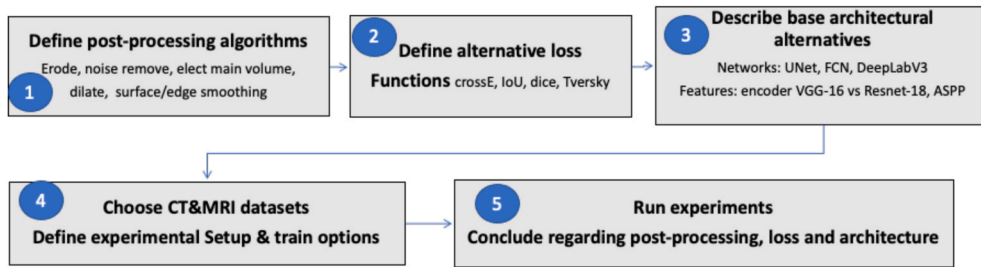 Define post-processing algorithms
Erode, noise remove, elect main volume,
dilate, surface/edge smoothing
1
2
Define alternative loss
Functions crossE, IoU, dice, Tversky
3
Describe base architectural
alternatives
Networks: UNet, FCN, DeepLabV3
Features: encoder VGG-16 vs Resnet-18, ASPP
4
Choose CT&MRI datasets
Define experimental Setup & train options
5
Run experiments
Conclude regarding post-processing, loss and architecture